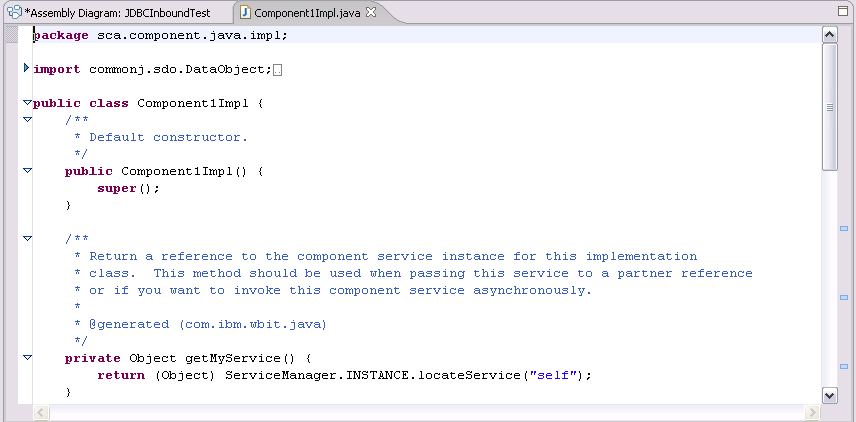 *Assembly Diagram: JDBCInboundTest
Component1Impl.java
package sca.component.java.impl;
import commonj.sdo.DataObject;
public class Component1Impl {
/**
* Default constructor.
*/
public Component1Impl() {
super();
}
/**
* Return a reference to the component service instance for this implementation
* class.  This method should be used when passing this service to a partner reference
* or if you want to invoke this component service asynchronously.
*
* @generated (com.ibm.wbit.java)
*/
private Object getMyService() {
return (Object) ServiceManager.INSTANCE.locateService("self");
}